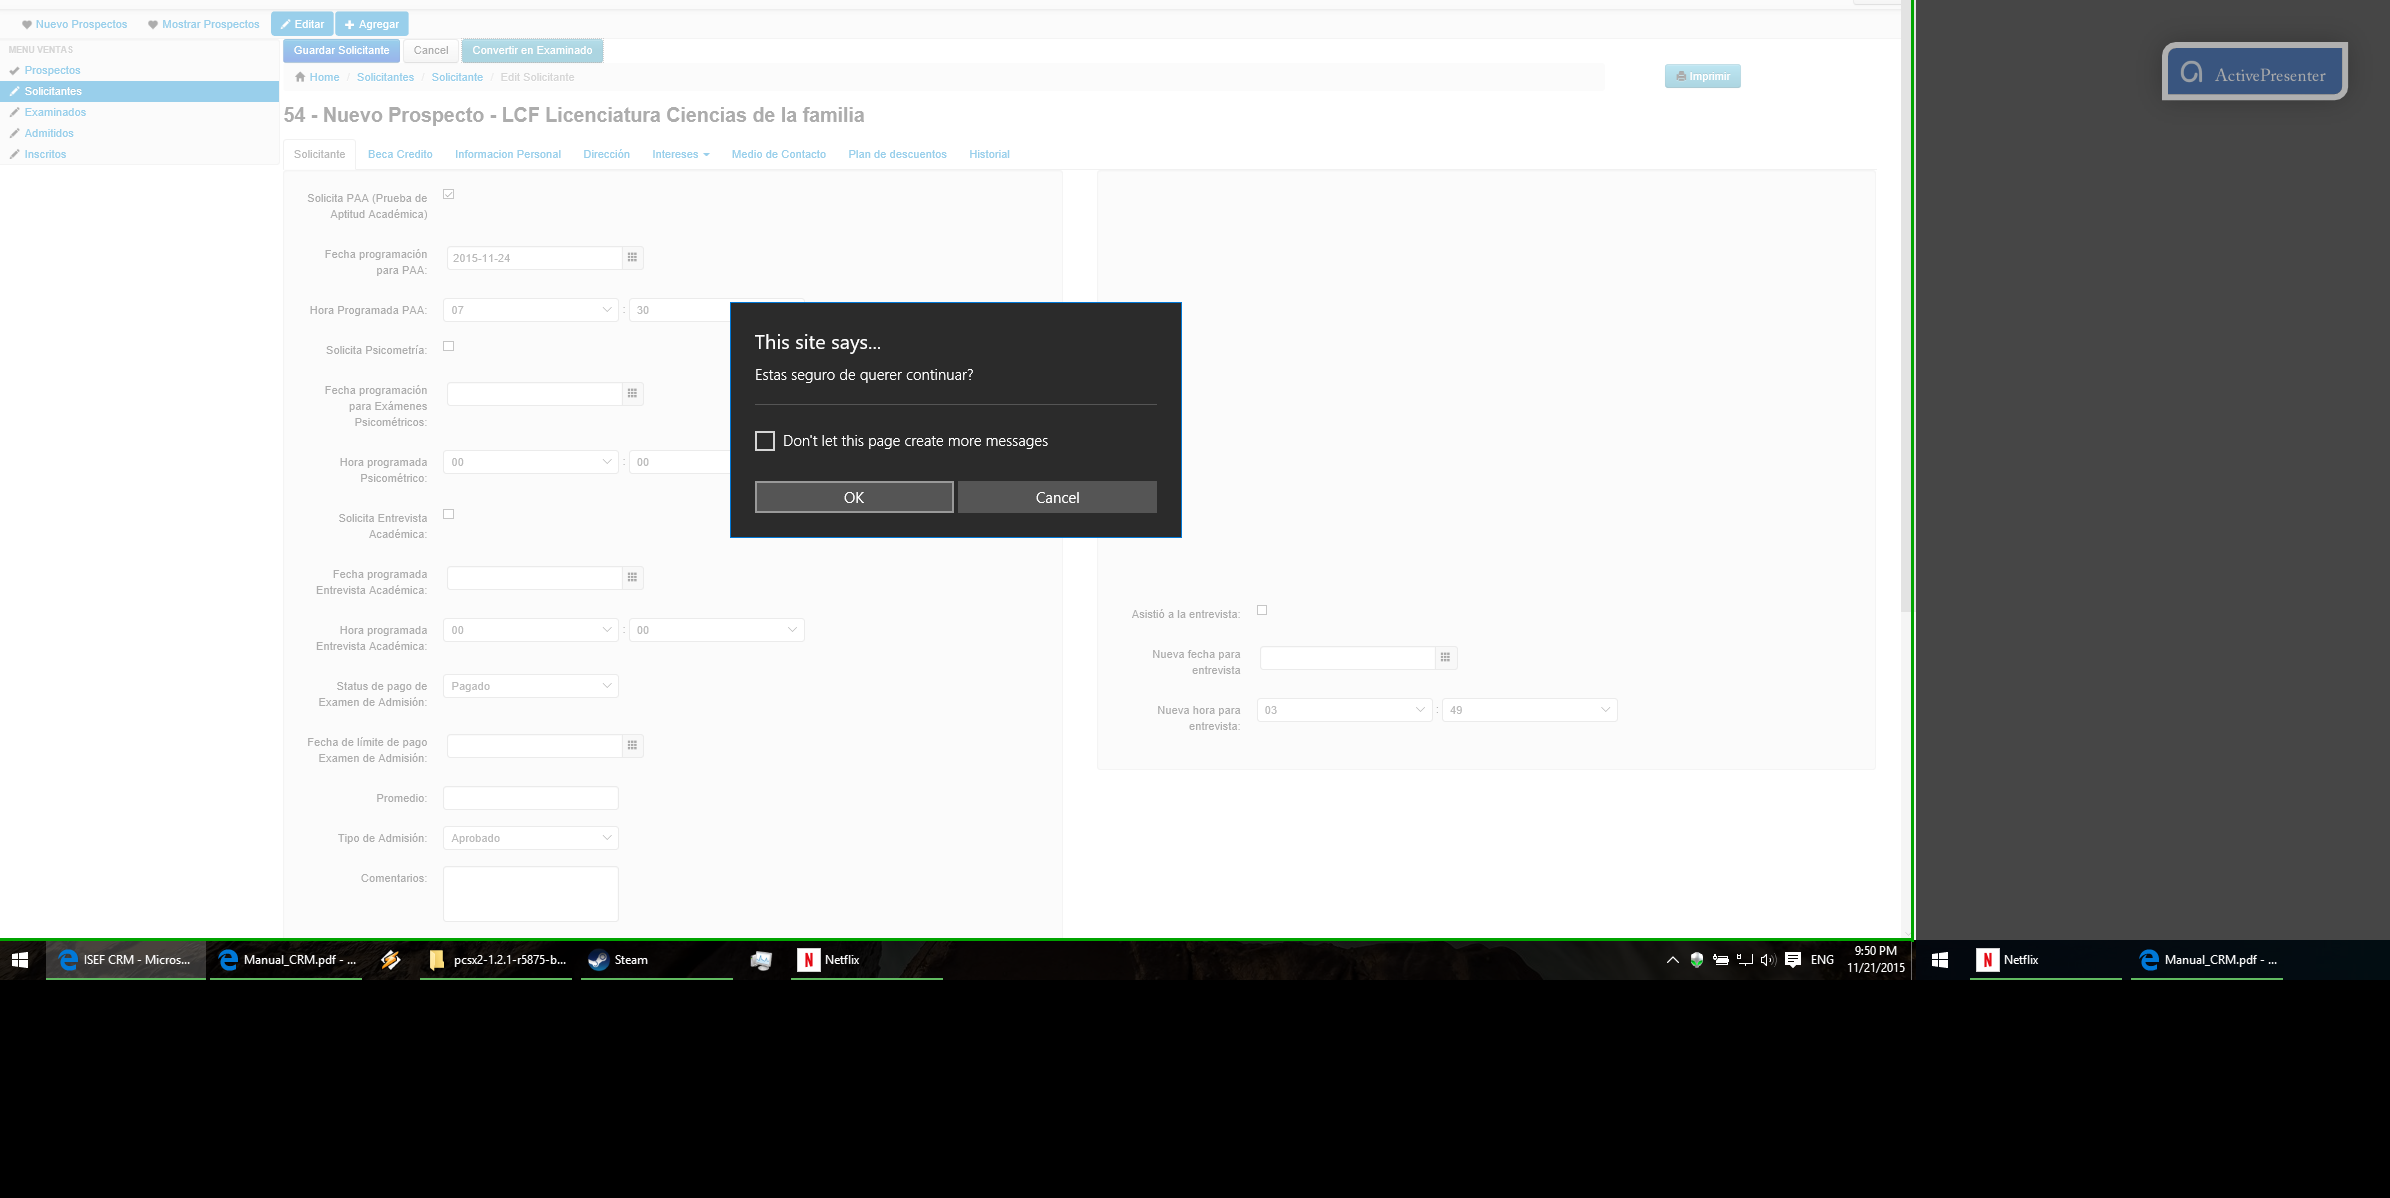 Nuevo Prospectos
Mostrar Prospectos
Editar
Agregar
MENU VENTAS
Prospectos
Solicitantes
Examinados
Admitidos
Inscritos
Guardar Solicitante
Cancel
Convertir en Examinado
Home / Solicitantes / Solicitante / Edit Solicitante
Imprimir
54 - Nuevo Prospecto - LCF Licenciatura Ciencias de la familia
Solicitante
Beca Credito
Informacion Personal
Dirección
Intereses
Medio de Contacto
Plan de descuentos
Historial
Solicita PAA (Prueba de
Aptitud Académica)
Fecha programación
para PAA:
2015-11-24
Hora Programada PAA:
07 : 30
Solicita Psicometría:
Fecha programación
para Exámenes
Psicométricos:
Hora programada
Psicométrico:
00 : 00
Solicita Entrevista
Académica:
Fecha programada
Entrevista Académica:
Hora programada
Entrevista Académica:
00 : 00
Status de pago de
Examen de Admisión:
Pagado
Fecha de límite de pago
Examen de Admisión:
Promedio:
Tipo de Admisión:
Aprobado
Comentarios:
Asistió a la entrevista:
Nueva fecha para
entrevista
Nueva hora para
entrevista:
03 : 49
This site says...
Estas seguro de querer continuar?
Don't let this page create more messages
OK
Cancel
ActivePresenter
ISEF CRM - Micros...
Manual_CRM.pdf - ...
pcsx2-1.2.1-r5875-b...
Steam
Netflix
ENG
9:50 PM
11/21/2015
Netflix
Manual_CRM.pdf - ...